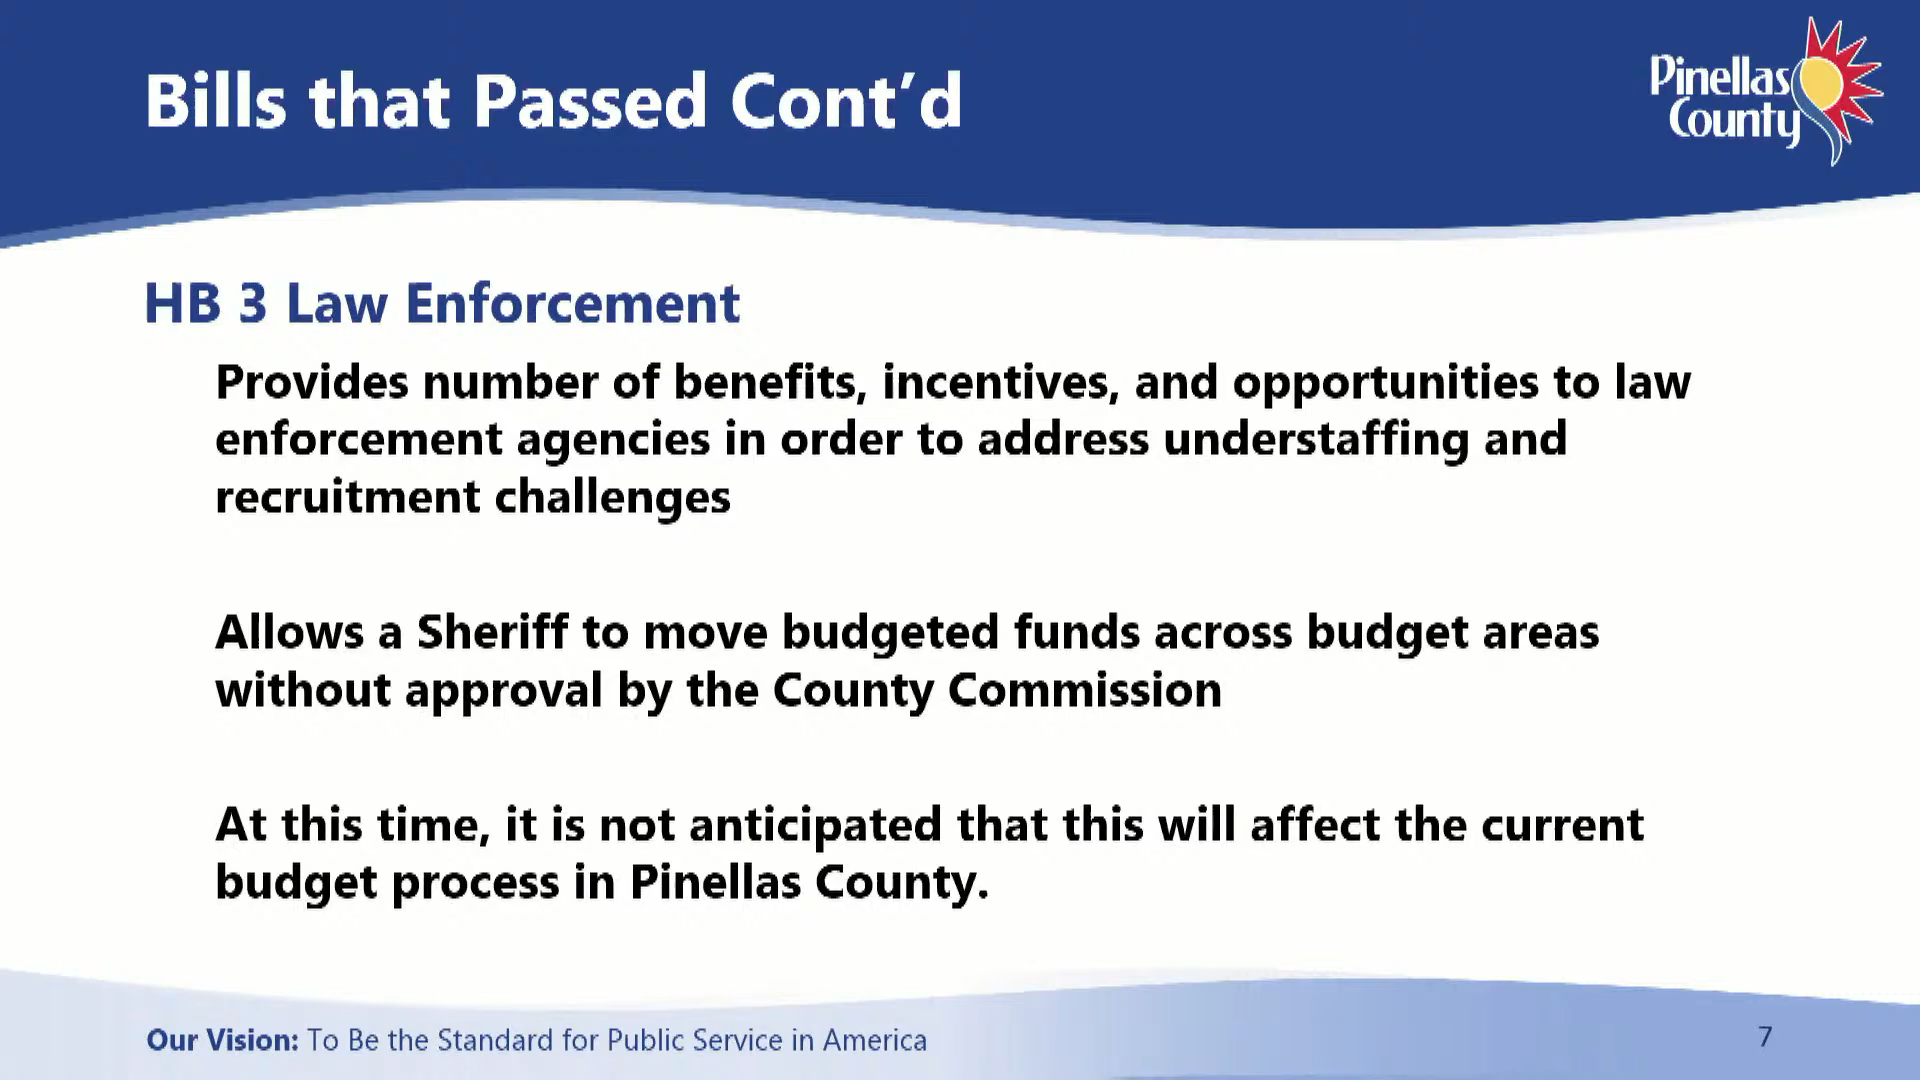 Bills that Passed Cont’d
Pinellas
County
HB 3 Law Enforcement
Provides number of benefits, incentives, and opportunities to law
enforcement agencies in order to address understaffing and
recruitment challenges
Allows a Sheriff to move budgeted funds across budget areas
without approval by the County Commission
At this time, it is not anticipated that this will affect the current
budget process in Pinellas County.
Our Vision: To Be the Standard for Public Service in America
7